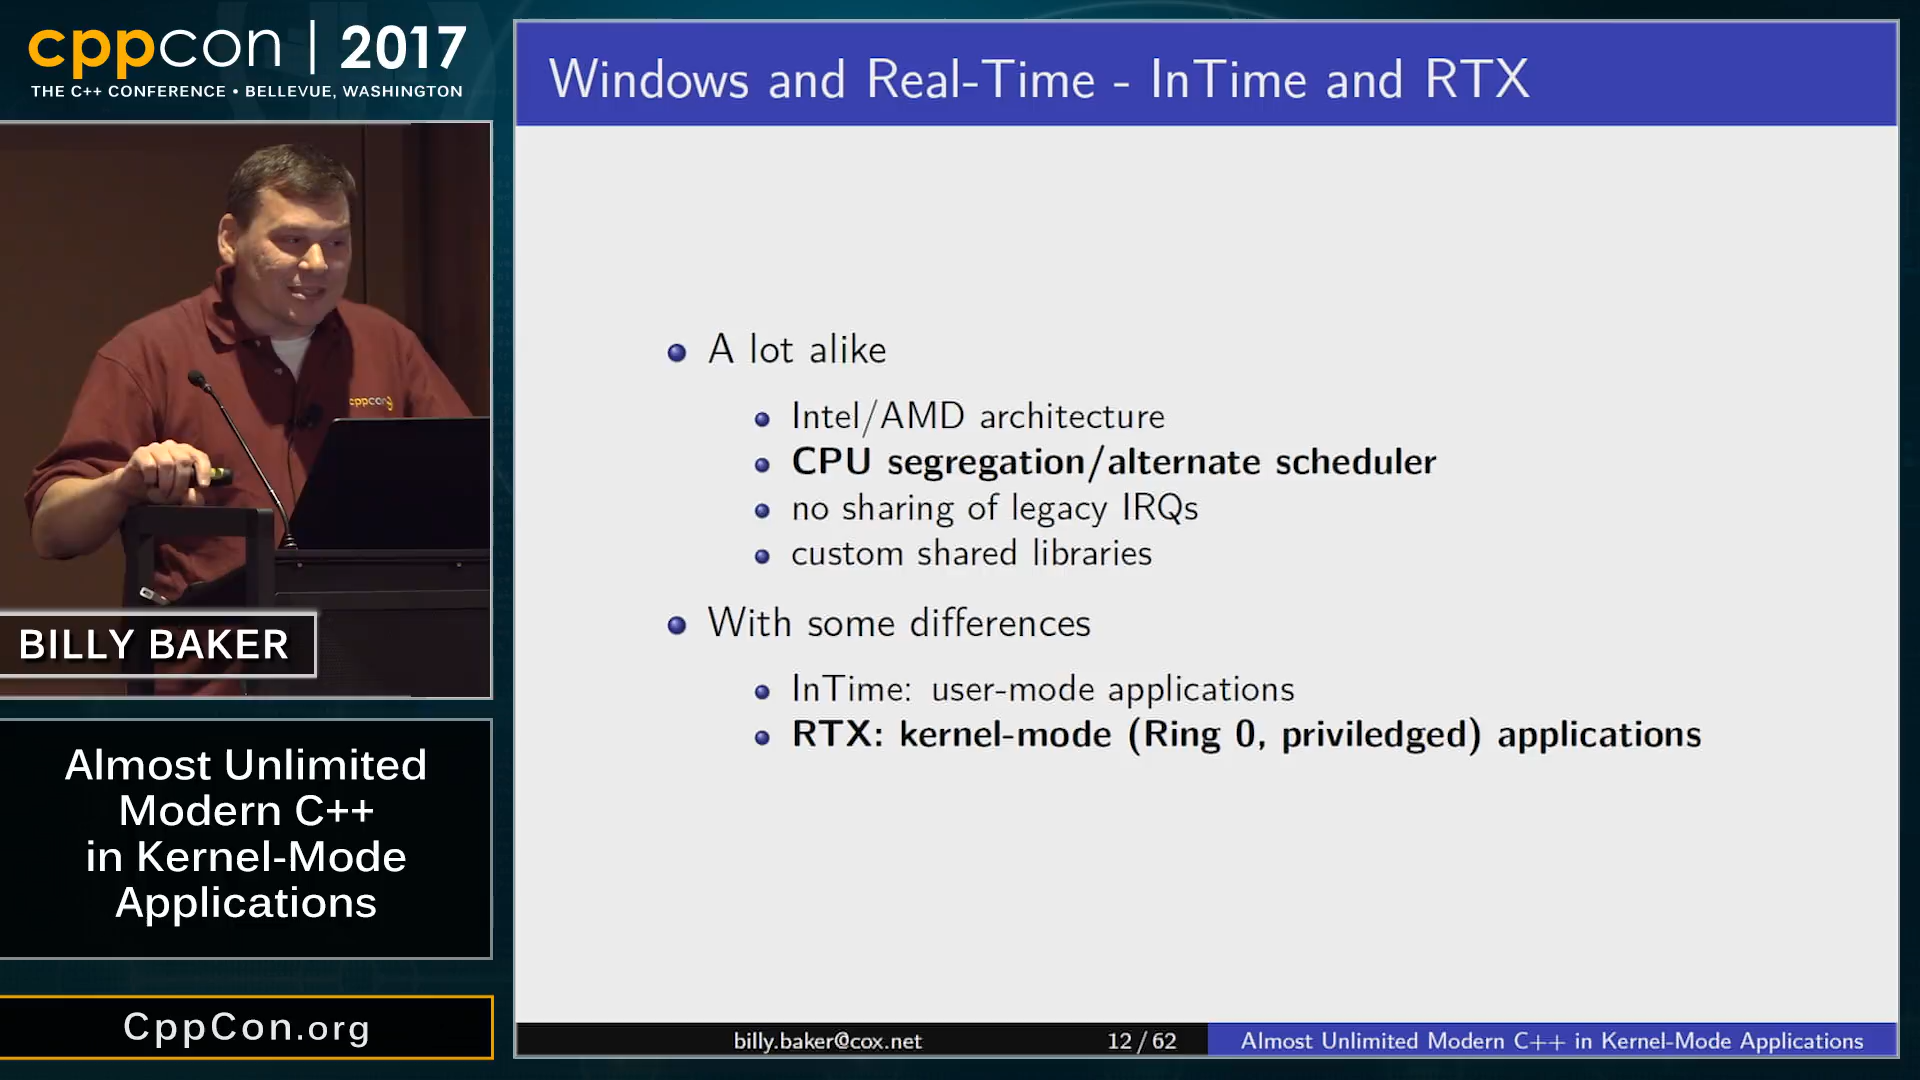 cppcon | 2017
THE C++ CONFERENCE • BELLEVUE, WASHINGTON
cppcon
BILLY BAKER
Almost Unlimited
Modern C++
in Kernel-Mode
Applications
CppCon.org
Windows and Real-Time - InTime and RTX
A lot alike
Intel/AMD architecture
CPU segregation/alternate scheduler
no sharing of legacy IRQs
custom shared libraries
With some differences
InTime: user-mode applications
RTX: kernel-mode (Ring 0, priviledged) applications
billy.baker@cox.net
12 / 62
Almost Unlimited Modern C++ in Kernel-Mode Applications